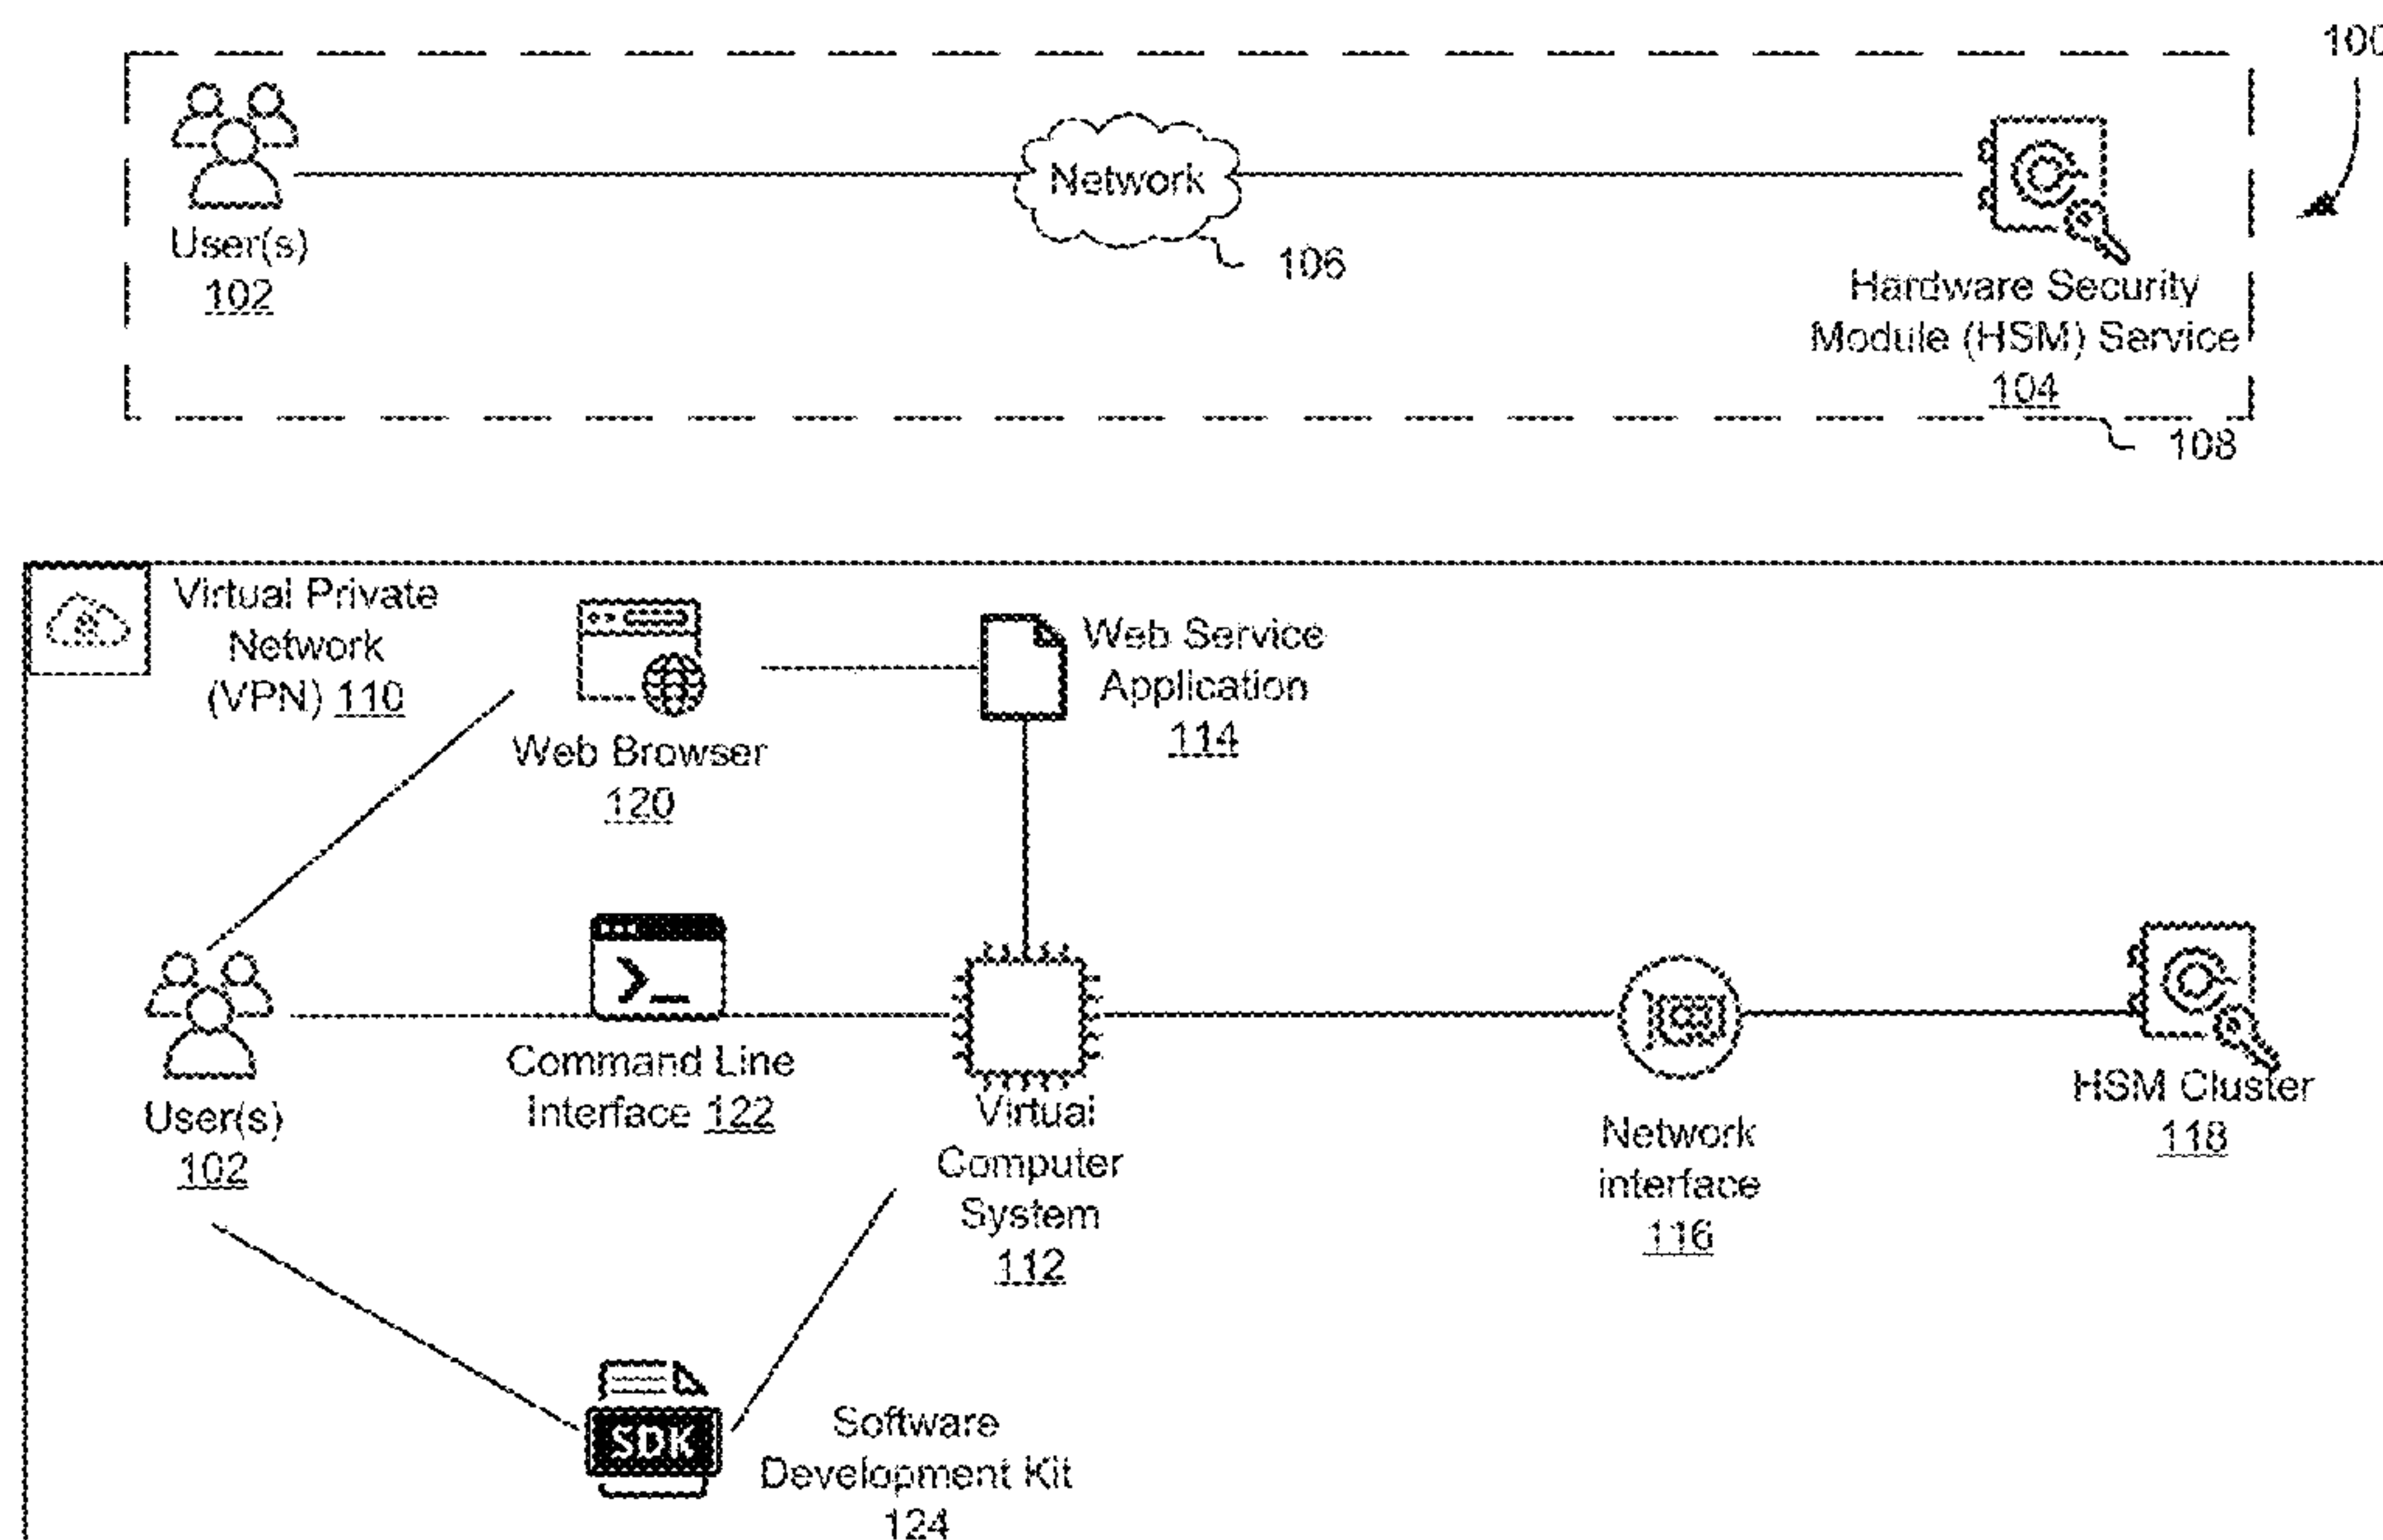 100
Network
User(s)
102
106
Hardware Security
Module (HSM) Service
104
108
Virtual Private
Network
(VPN) 110
Web Browser
120
Web Service
Application
114
Command Line
Interface 122
User(s)
102
Virtual
Computer
System
112
Network
interface
116
HSM Cluster
118
SDK
Software
Development Kit
124